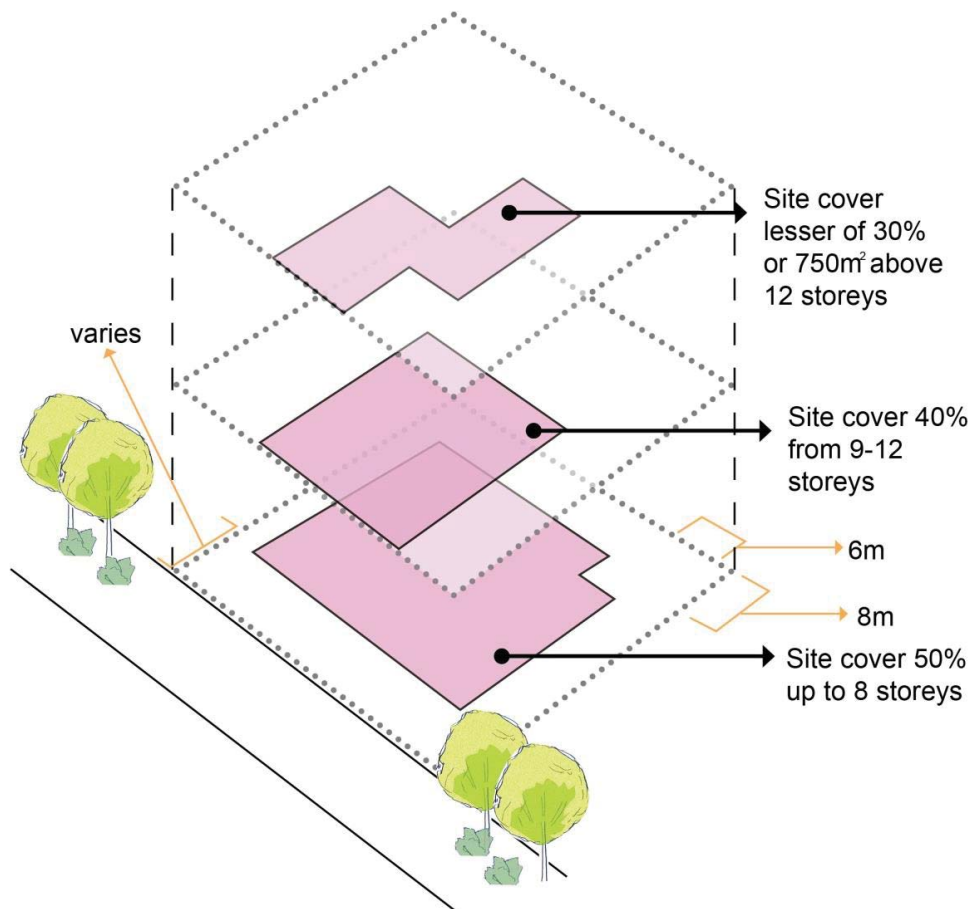 Site cover
lesser of 30%
or 750m² above
12 storeys
varies
Site cover 40%
from 9-12
storeys
6m
8m
Site cover 50%
up to 8 storeys